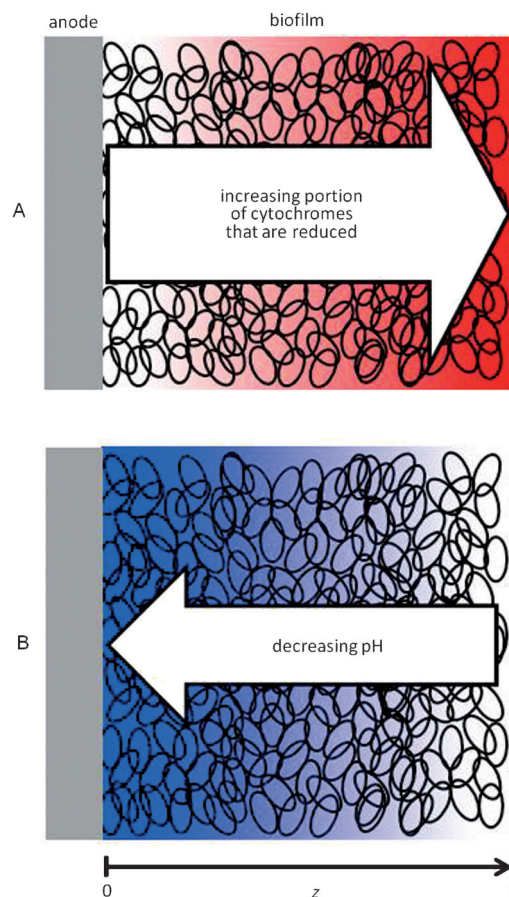 anode biofilm
A
increasing portion
of cytochromes
that are reduced
B
decreasing pH
0 z